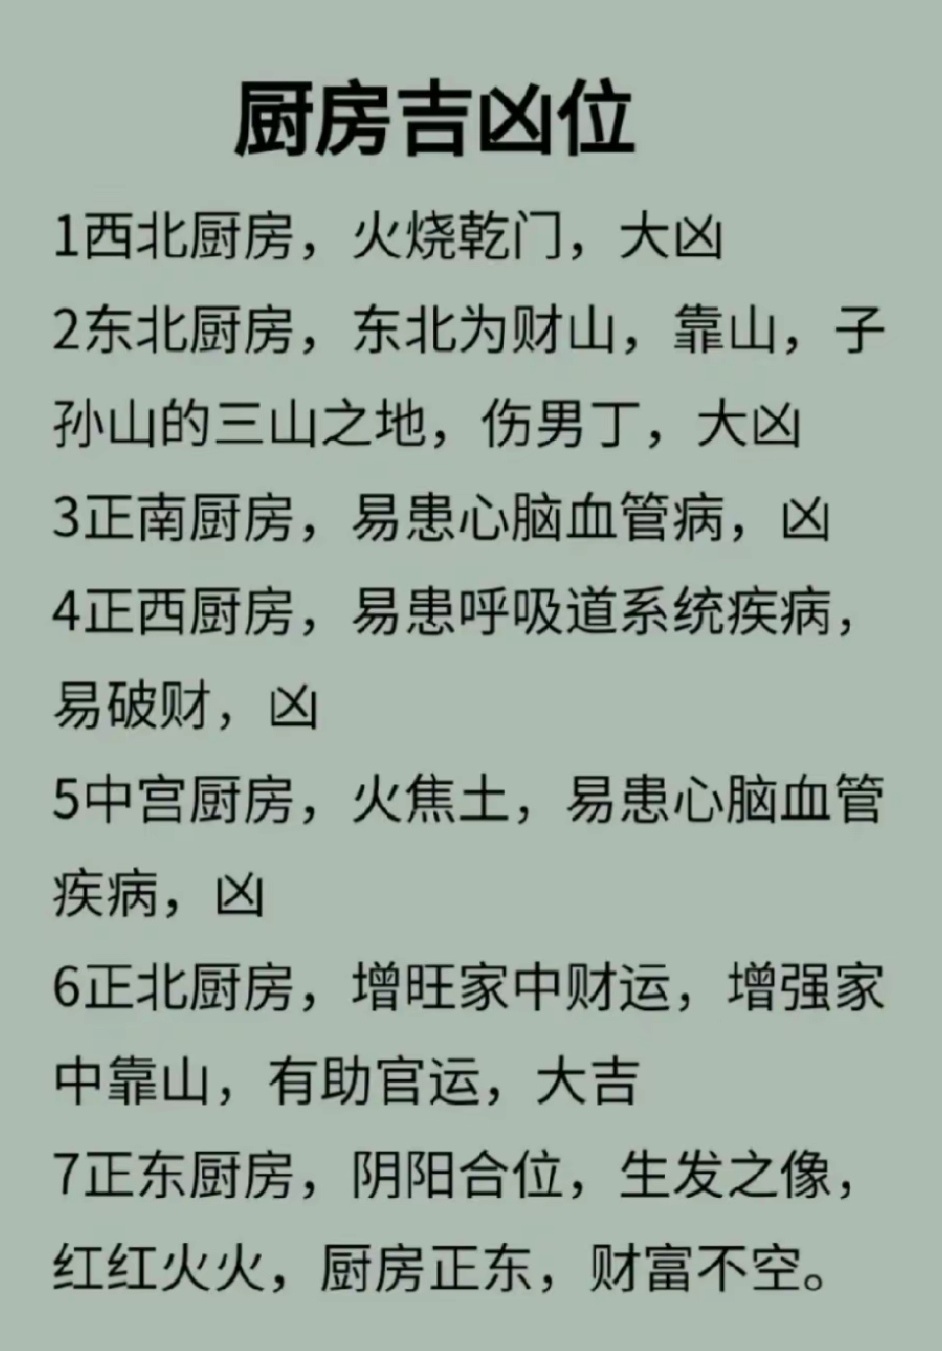 厨房吉凶位
1西北厨房，火烧乾门，大凶
2东北厨房，东北为财山，靠山，子
孙山的三山之地，伤男丁，大凶
3正南厨房，易患心脑血管病，凶
4正西厨房，易患呼吸道系统疾病，
易破财，凶
5中宫厨房，火焦土，易患心脑血管
疾病，凶
6正北厨房，增旺家中财运，增强家
中靠山，有助官运，大吉
7正东厨房，阴阳合位，生发之像，
红红火火，厨房正东，财富不空。